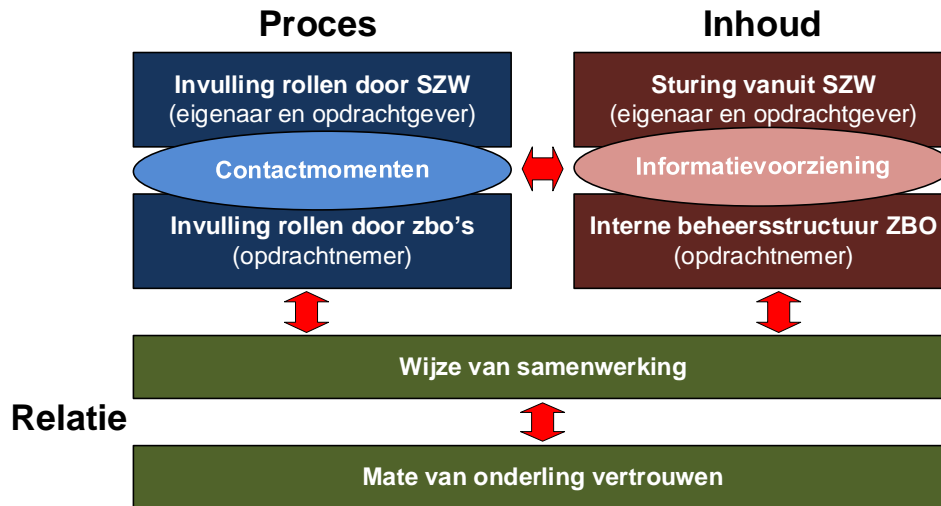 Proces
Invulling rollen door SZW
(eigenaar en opdrachtgever)
Contactmomenten
Invulling rollen door zbo's
(opdrachtnemer)
Inhoud
Sturing vanuit SZW
(eigenaar en opdrachtgever)
Informatievoorziening
Interne beheersstructuur ZBO
(opdrachtnemer)
Wijze van samenwerking
Relatie
Mate van onderling vertrouwen